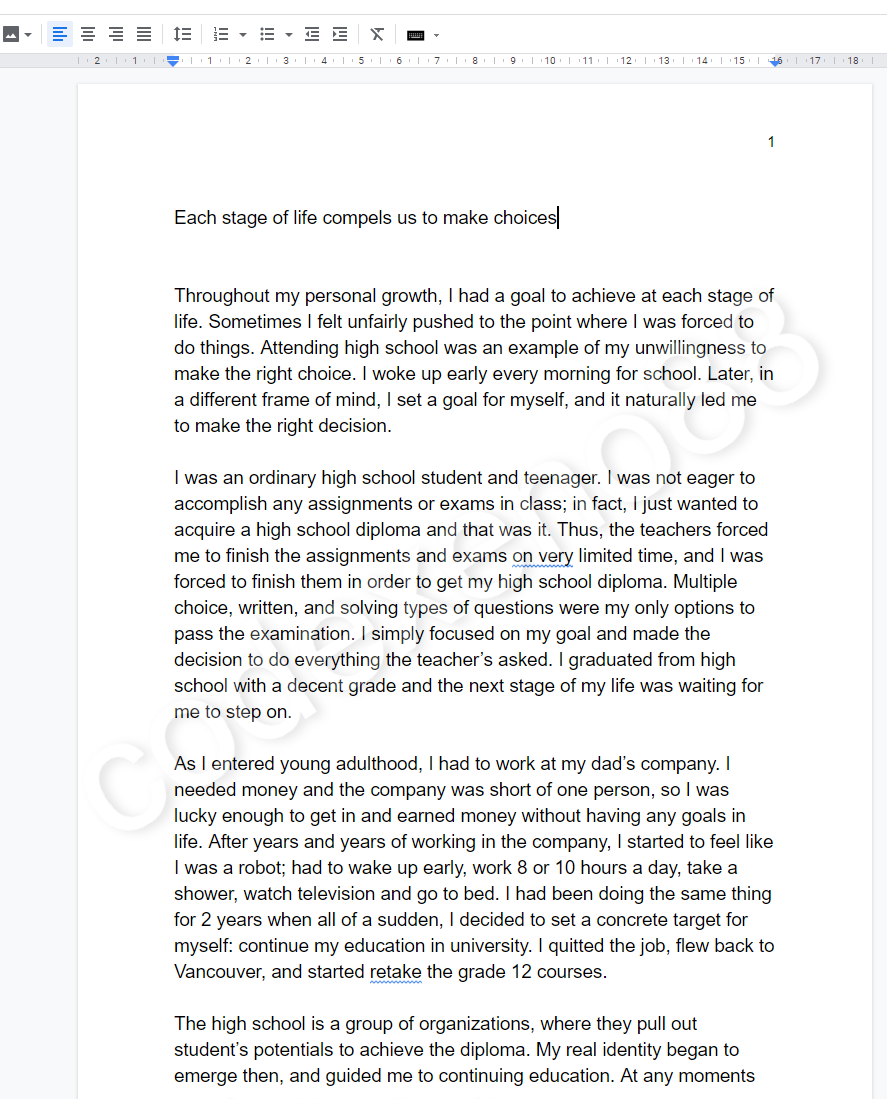 2 1 1 2 3 4 5 6 7 8 9 10 11 12 13 14 15 16 17 18
1
Each stage of life compels us to make choices
Throughout my personal growth, I had a goal to achieve at each stage of
life. Sometimes I felt unfairly pushed to the point where I was forced to
do things. Attending high school was an example of my unwillingness to
make the right choice. I woke up early every morning for school. Later, in
a different frame of mind, I set a goal for myself, and it naturally led me
to make the right decision.
I was an ordinary high school student and teenager. I was not eager to
accomplish any assignments or exams in class; in fact, I just wanted to
acquire a high school diploma and that was it. Thus, the teachers forced
me to finish the assignments and exams on very limited time, and I was
forced to finish them in order to get my high school diploma. Multiple
choice, written, and solving types of questions were my only options to
pass the examination. I simply focused on my goal and made the
decision to do everything the teacher's asked. I graduated from high
school with a decent grade and the next stage of my life was waiting for
me to step on.
As I entered young adulthood, I had to work at my dad's company. I
needed money and the company was short of one person, so I was
lucky enough to get in and earned money without having any goals in
life. After years and years of working in the company, I started to feel like
I was a robot; had to wake up early, work 8 or 10 hours a day, take a
shower, watch television and go to bed. I had been doing the same thing
for 2 years when all of a sudden, I decided to set a concrete target for
myself: continue my education in university. I quitted the job, flew back to
Vancouver, and started retake the grade 12 courses.
The high school is a group of organizations, where they pull out
student's potentials to achieve the diploma. My real identity began to
emerge then, and guided me to continuing education. At any moments